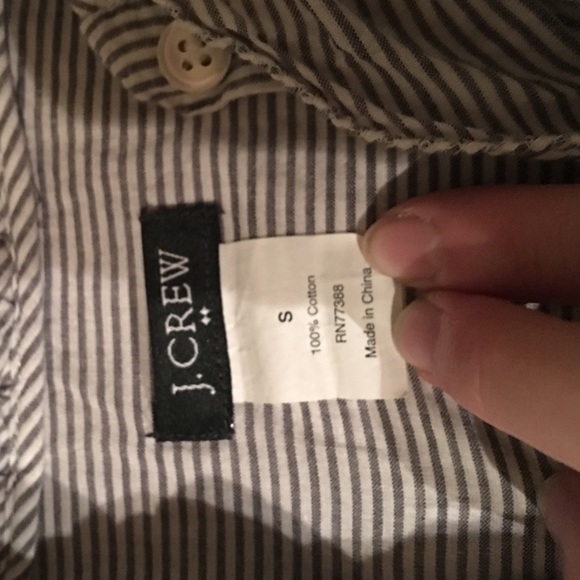 J.CREW
S
100% Cotton
RN77388
Made in China